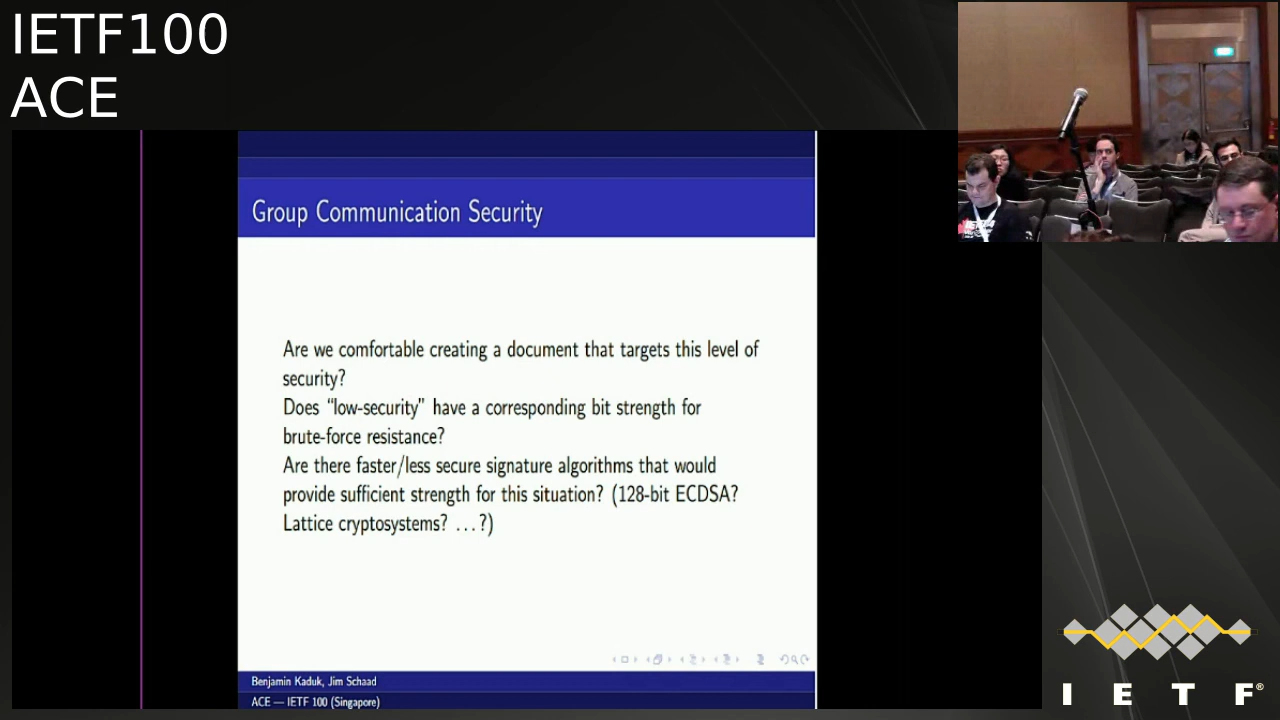 IETF100
ACE
Group Communication Security
Are we comfortable creating a document that targets this level of
security?
Does “low-security” have a corresponding bit strength for
brute-force resistance?
Are there faster/less secure signature algorithms that would
provide sufficient strength for this situation? (128-bit ECDSA?
Lattice cryptosystems? ...?)
Benjamin Kaduk, Jim Schaad
ACE — IETF 100 (Singapore)
I E T F®